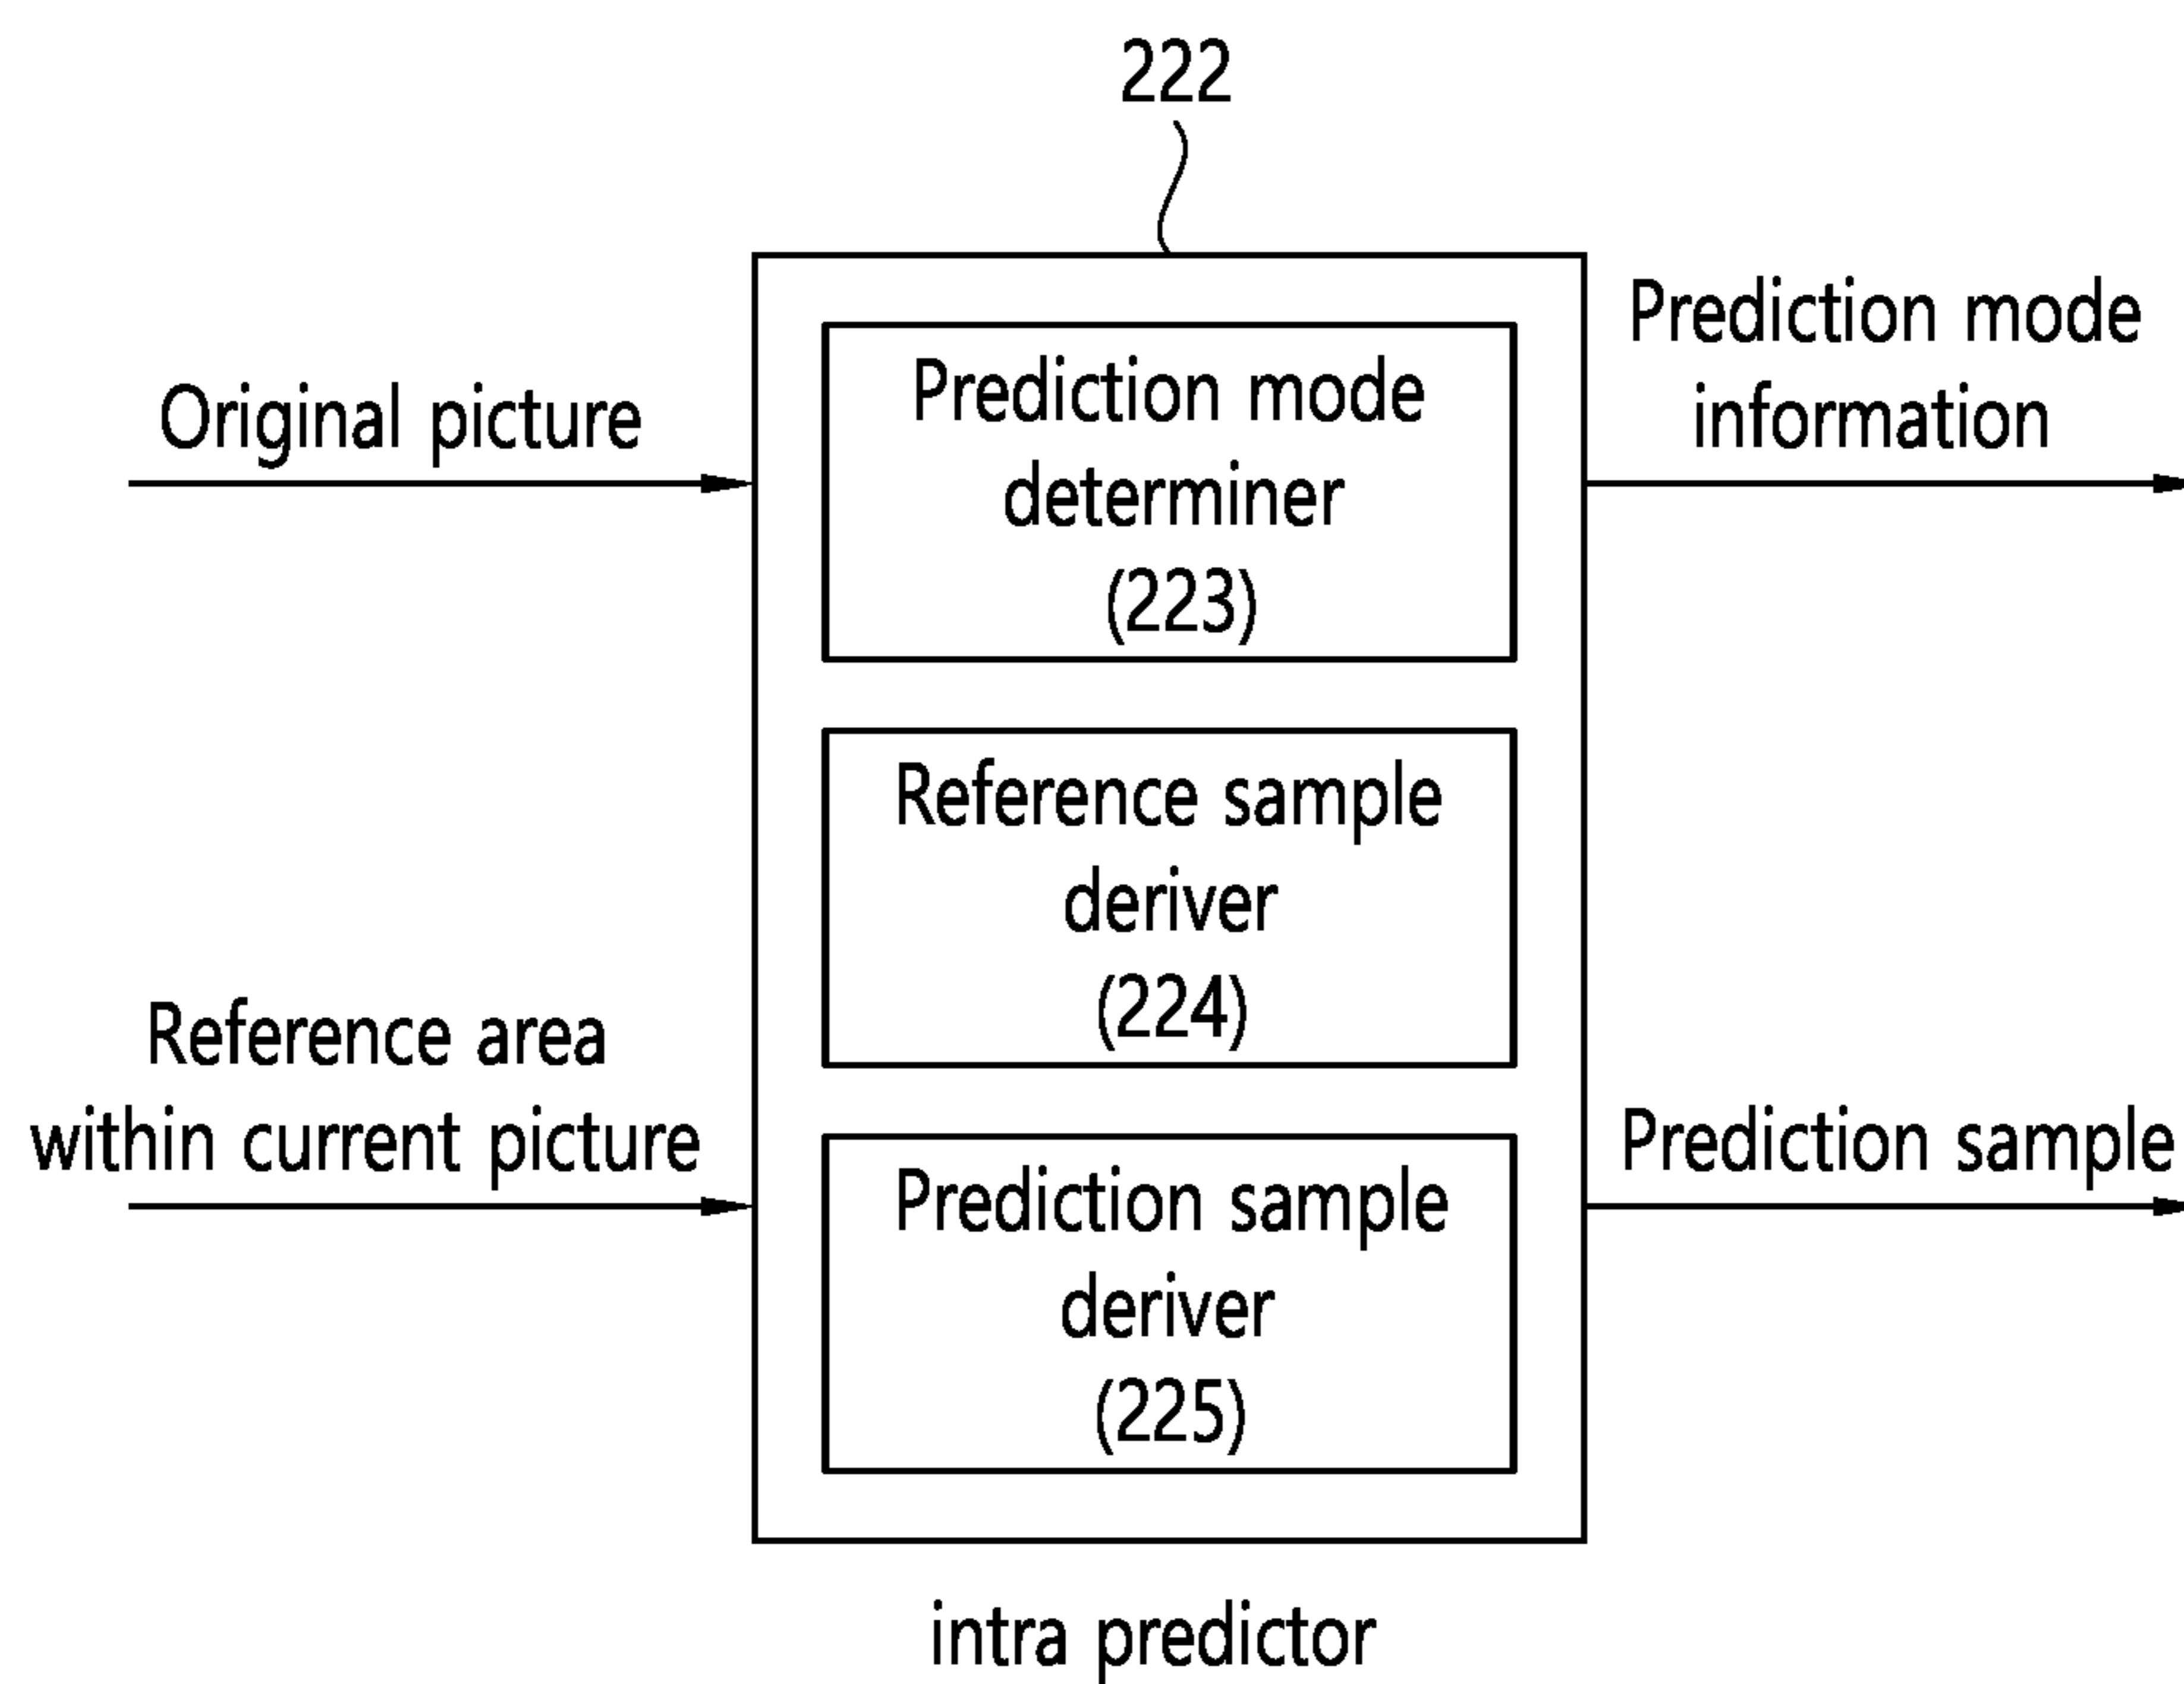 222
Original picture
Reference area
within current picture
Prediction mode
determiner
(223)
Reference sample
deriver
(224)
Prediction sample
deriver
(225)
Prediction mode
information
Prediction sample
intra predictor